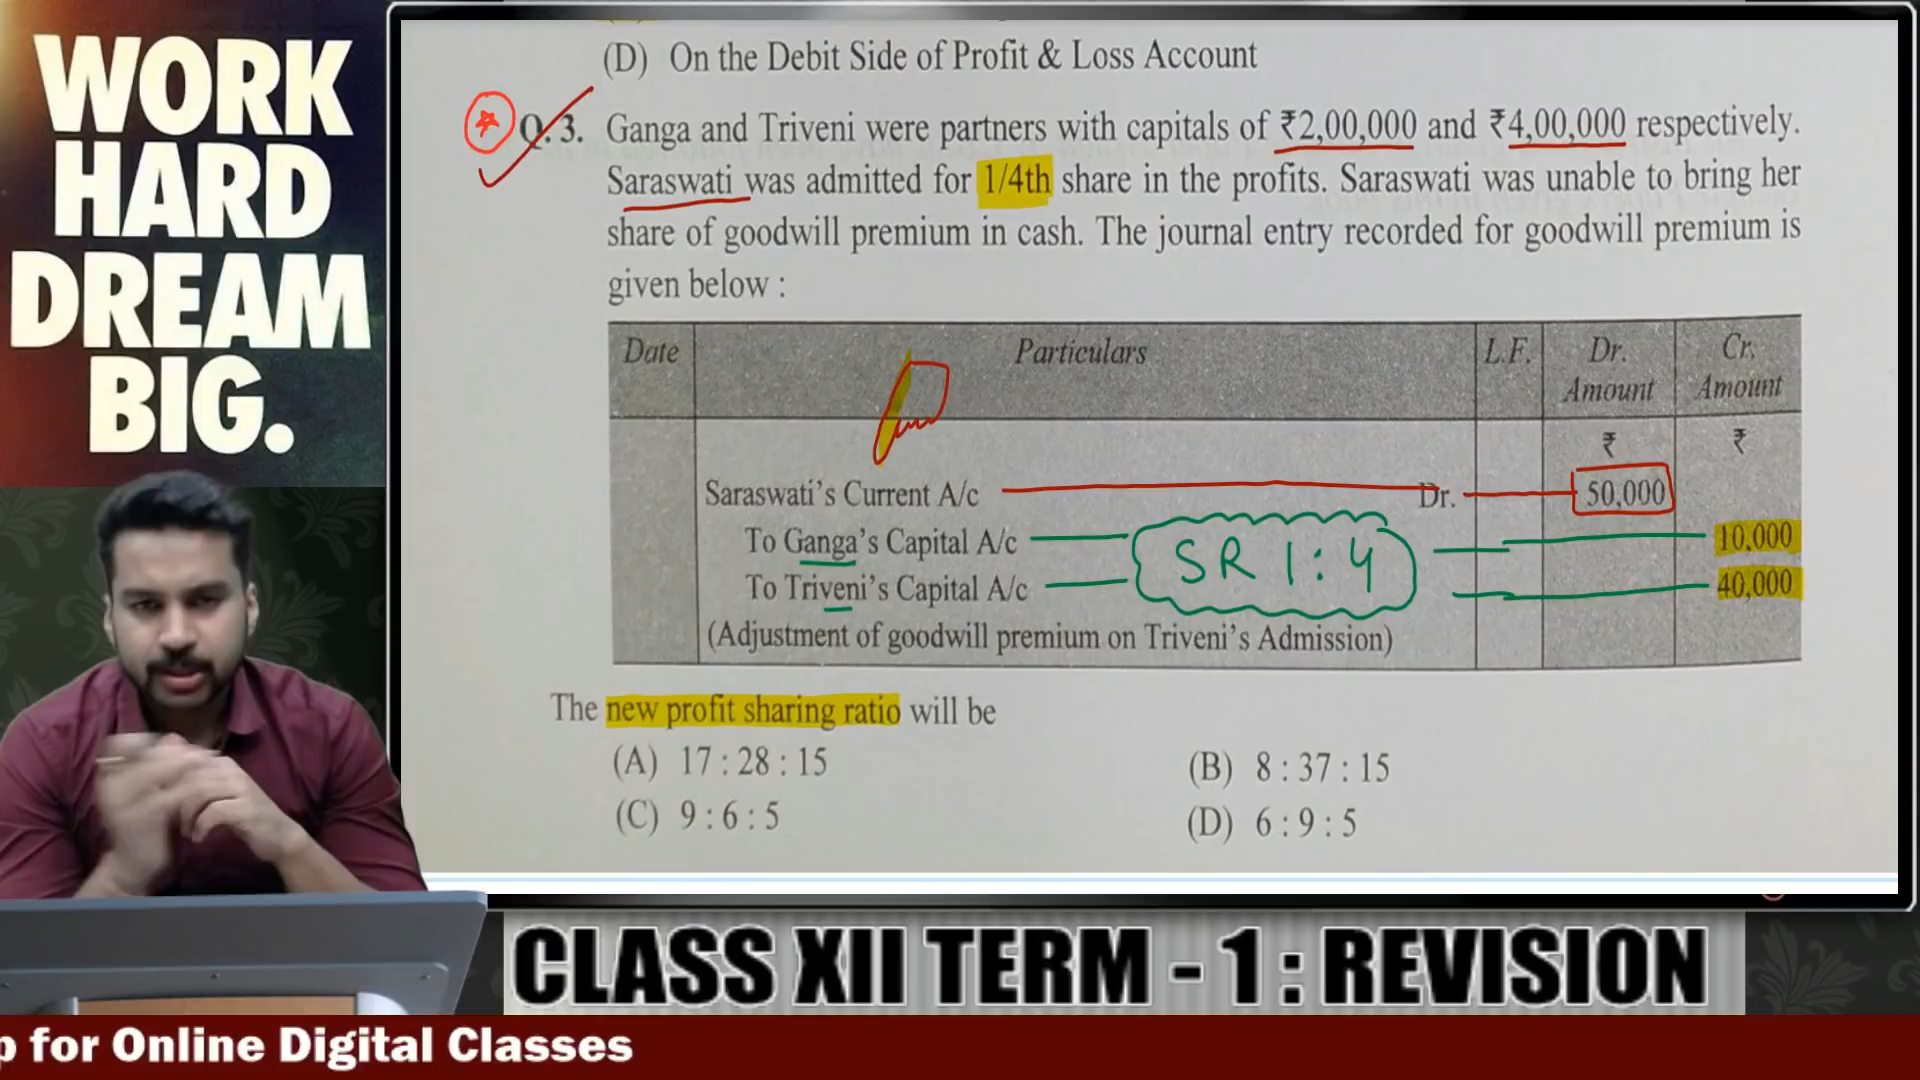 WORK
HARD
DREAM
BIG.
(D) On the Debit Side of Profit & Loss Account
Q. 3. Ganga and Triveni were partners with capitals of ₹2,00,000 and ₹4,00,000 respectively.
Saraswati was admitted for 1/4th share in the profits. Saraswati was unable to bring her
share of goodwill premium in cash. The journal entry recorded for goodwill premium is
given below :
Date Particulars L.F. Dr. Amount Cr. Amount
₹ ₹
Saraswati's Current A/c Dr. 50,000
To Ganga's Capital A/c 10,000
SR 1:4
To Triveni's Capital A/c 40,000
(Adjustment of goodwill premium on Triveni's Admission)
The new profit sharing ratio will be
(A) 17 : 28 : 15 (B) 8 : 37 : 15
(C) 9 : 6 : 5 (D) 6 : 9 : 5
CLASS XII TERM - 1 : REVISION
p for Online Digital Classes